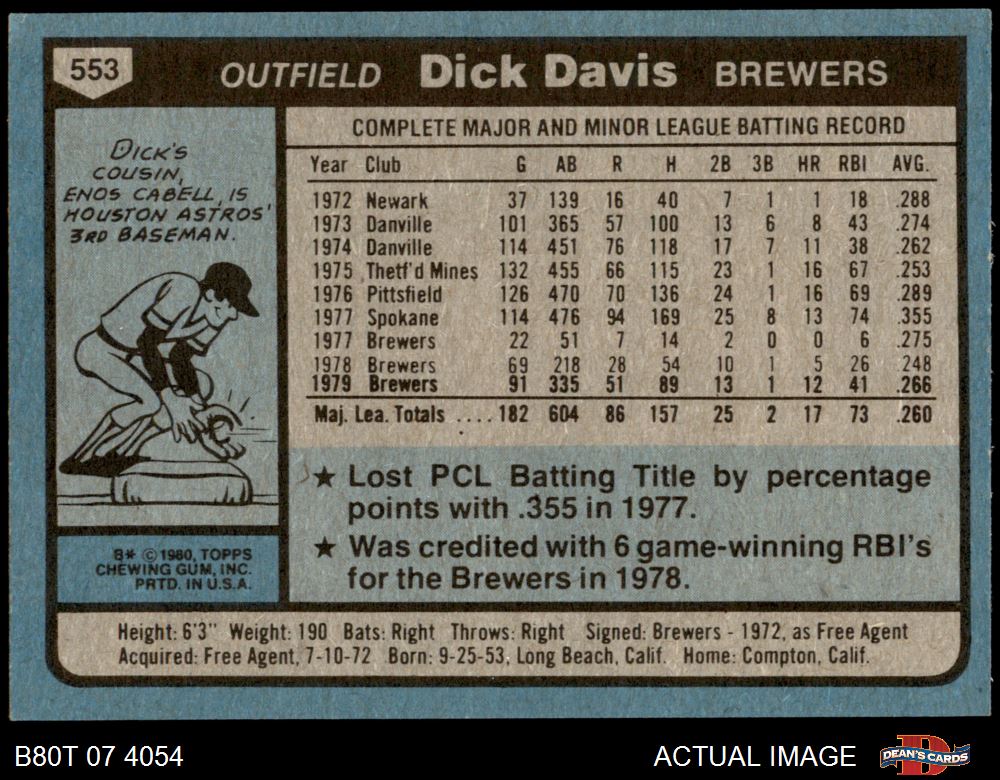 553 OUTFIELD Dick Davis BREWERS
DICK'S
COUSIN,
ENOS CABELL, IS
HOUSTON ASTROS'
3RD BASEMAN.
COMPLETE MAJOR AND MINOR LEAGUE BATTING RECORD
Year Club G AB R H 2B 3B HR RBI AVG.
1972 Newark 37 139 16 40 7 1 1 18 .288
1973 Danville 101 365 57 100 13 6 8 43 .274
1974 Danville 114 451 76 118 17 7 11 38 .262
1975 Thetf'd Mines 132 455 66 115 23 1 16 67 .253
1976 Pittsfield 126 470 70 136 24 1 16 69 .289
1977 Spokane 114 476 94 169 25 8 13 74 .355
1977 Brewers 22 51 7 14 2 0 0 6 .275
1978 Brewers 69 218 28 54 10 1 5 26 .248
1979 Brewers 91 335 51 89 13 1 12 41 .266
Maj. Lea. Totals .... 182 604 86 157 25 2 17 73 .260
★ Lost PCL Batting Title by percentage
points with .355 in 1977.
★ Was credited with 6 game-winning RBI's
for the Brewers in 1978.
B* © 1980, TOPPS
CHEWING GUM, INC.
PRTD. IN U.S.A.
Height: 6'3" Weight: 190 Bats: Right Throws: Right Signed: Brewers - 1972, as Free Agent
Acquired: Free Agent, 7-10-72 Born: 9-25-53, Long Beach, Calif. Home: Compton, Calif.
B80T 07 4054 ACTUAL IMAGE DEAN'S CARDS